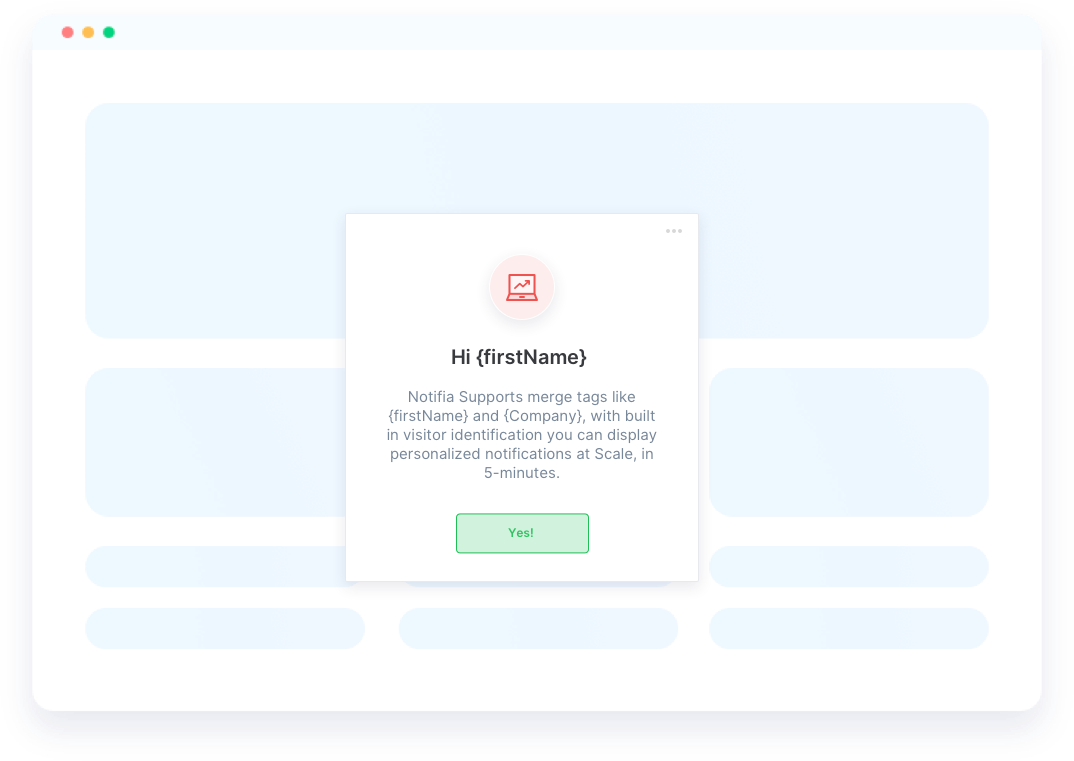 Hi {firstName}
Notifia Supports merge tags like
{firstName} and {Company}, with built
in visitor identification you can display
personalized notifications at Scale, in
5-minutes.
Yes!